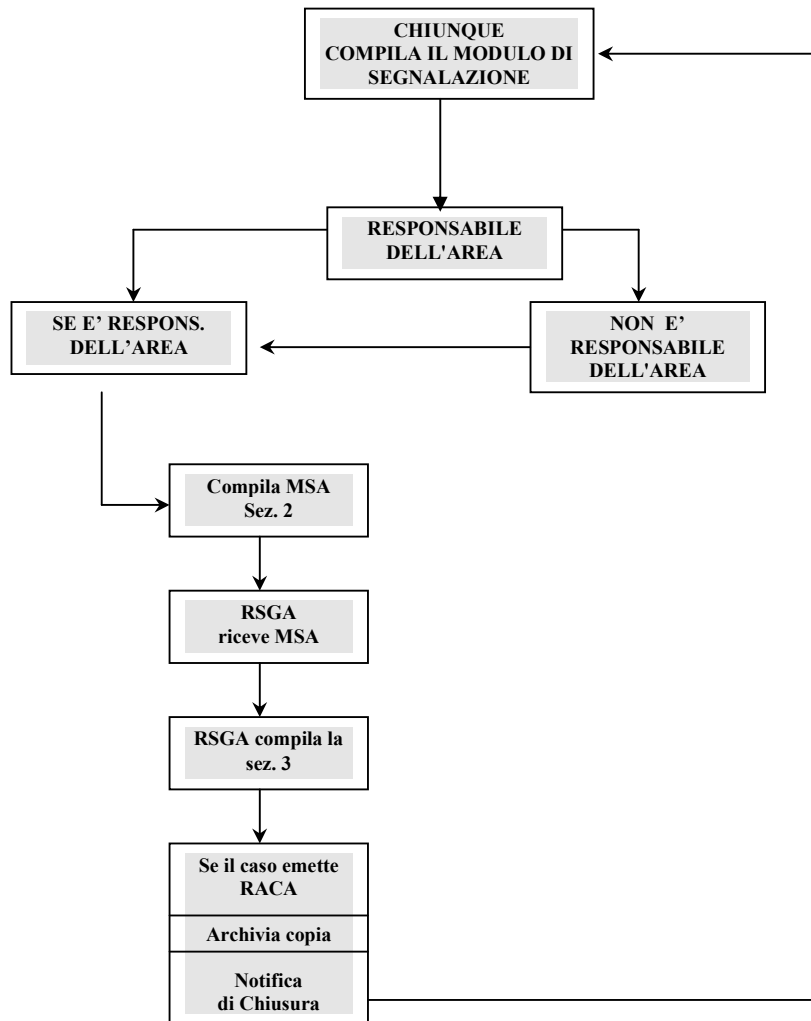 CHIUNQUE
COMPILA IL MODULO DI
SEGNALAZIONE
RESPONSABILE
DELL'AREA
SE E’ RESPONS.
DELL’AREA
NON E’
RESPONSABILE
DELL'AREA
Compila MSA
Sez. 2
RSGA
riceve MSA
RSGA compila la
sez. 3
Se il caso emette
RACA
Archivia copia
Notifica
di Chiusura